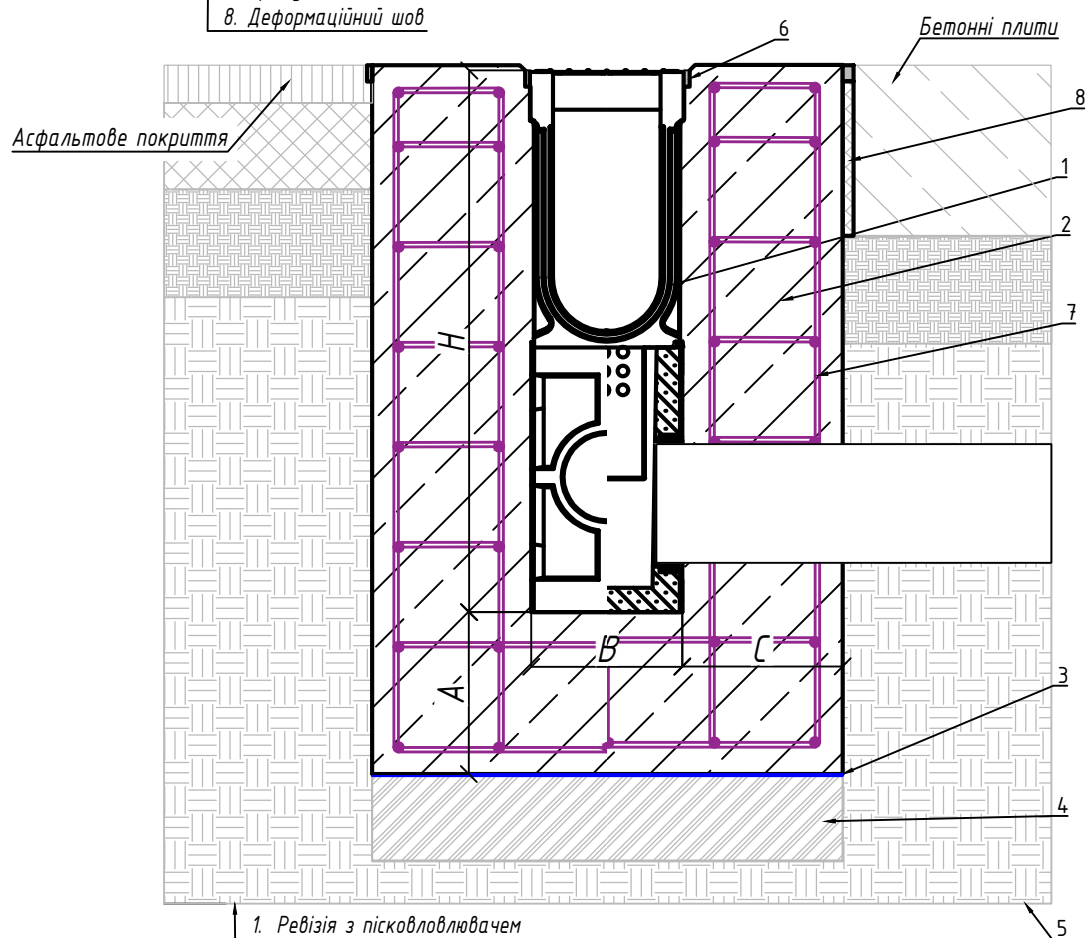 8. Деформаційний шов
6
Бетонні плити
Асфальтове покриття
8
1
2
7
H
B
C
A
3
4
5
1. Ревізія з пісковловлювачем